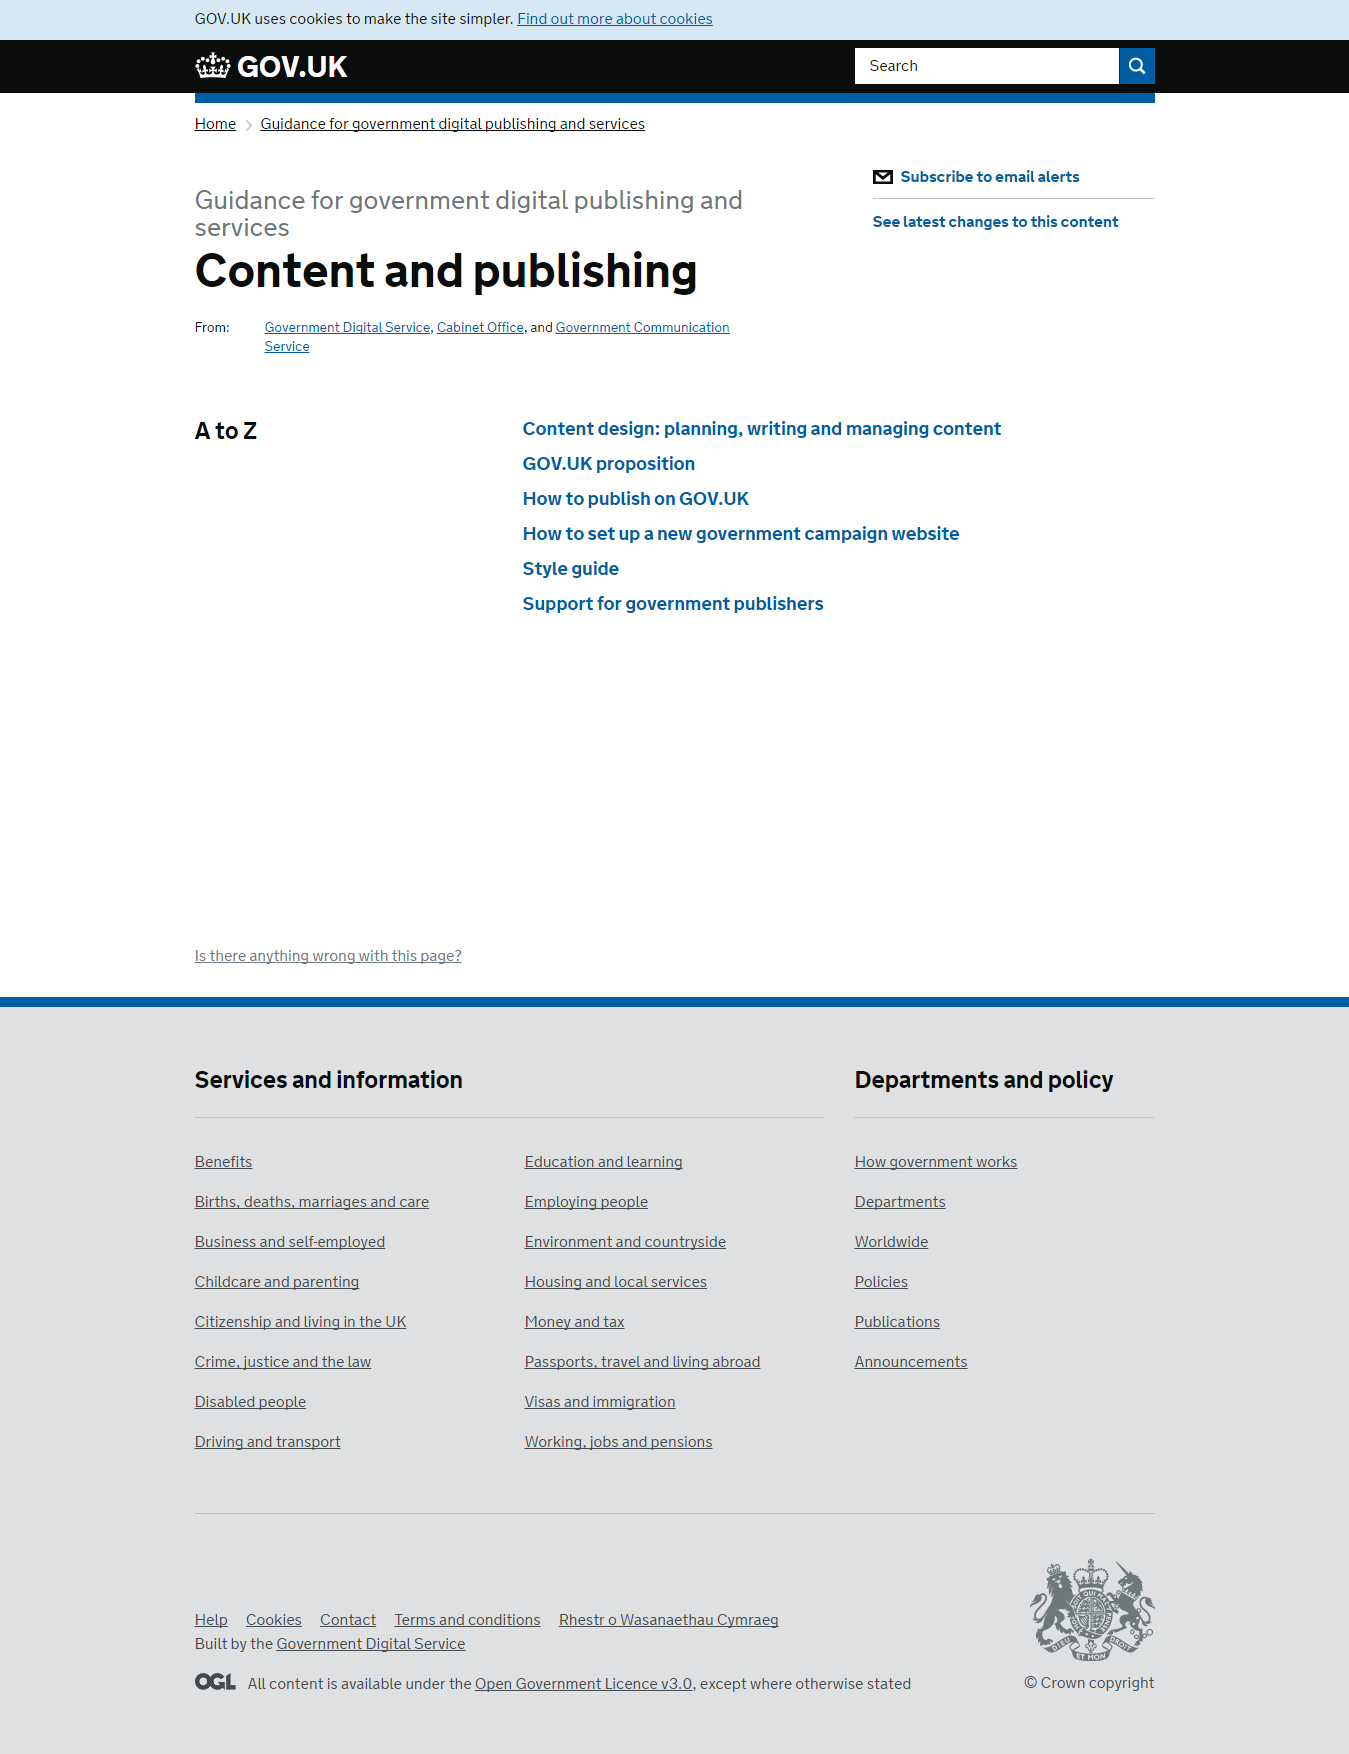 GOV.UK uses cookies to make the site simpler. Find out more about cookies
GOV.UK
Search
Home
Guidance for government digital publishing and services
Subscribe to email alerts
See latest changes to this content
Guidance for government digital publishing and
services
Content and publishing
From: Government Digital Service, Cabinet Office, and Government Communication
Service
A to Z
Content design: planning, writing and managing content
GOV.UK proposition
How to publish on GOV.UK
How to set up a new government campaign website
Style guide
Support for government publishers
Is there anything wrong with this page?
Services and information
Benefits
Births, deaths, marriages and care
Business and self-employed
Childcare and parenting
Citizenship and living in the UK
Crime, justice and the law
Disabled people
Driving and transport
Education and learning
Employing people
Environment and countryside
Housing and local services
Money and tax
Passports, travel and living abroad
Visas and immigration
Working, jobs and pensions
Departments and policy
How government works
Departments
Worldwide
Policies
Publications
Announcements
Help Cookies Contact Terms and conditions Rhestr o Wasanaethau Cymraeg
Built by the Government Digital Service
OGL All content is available under the Open Government Licence v3.0, except where otherwise stated
DIEU ET MON DROIT
© Crown copyright